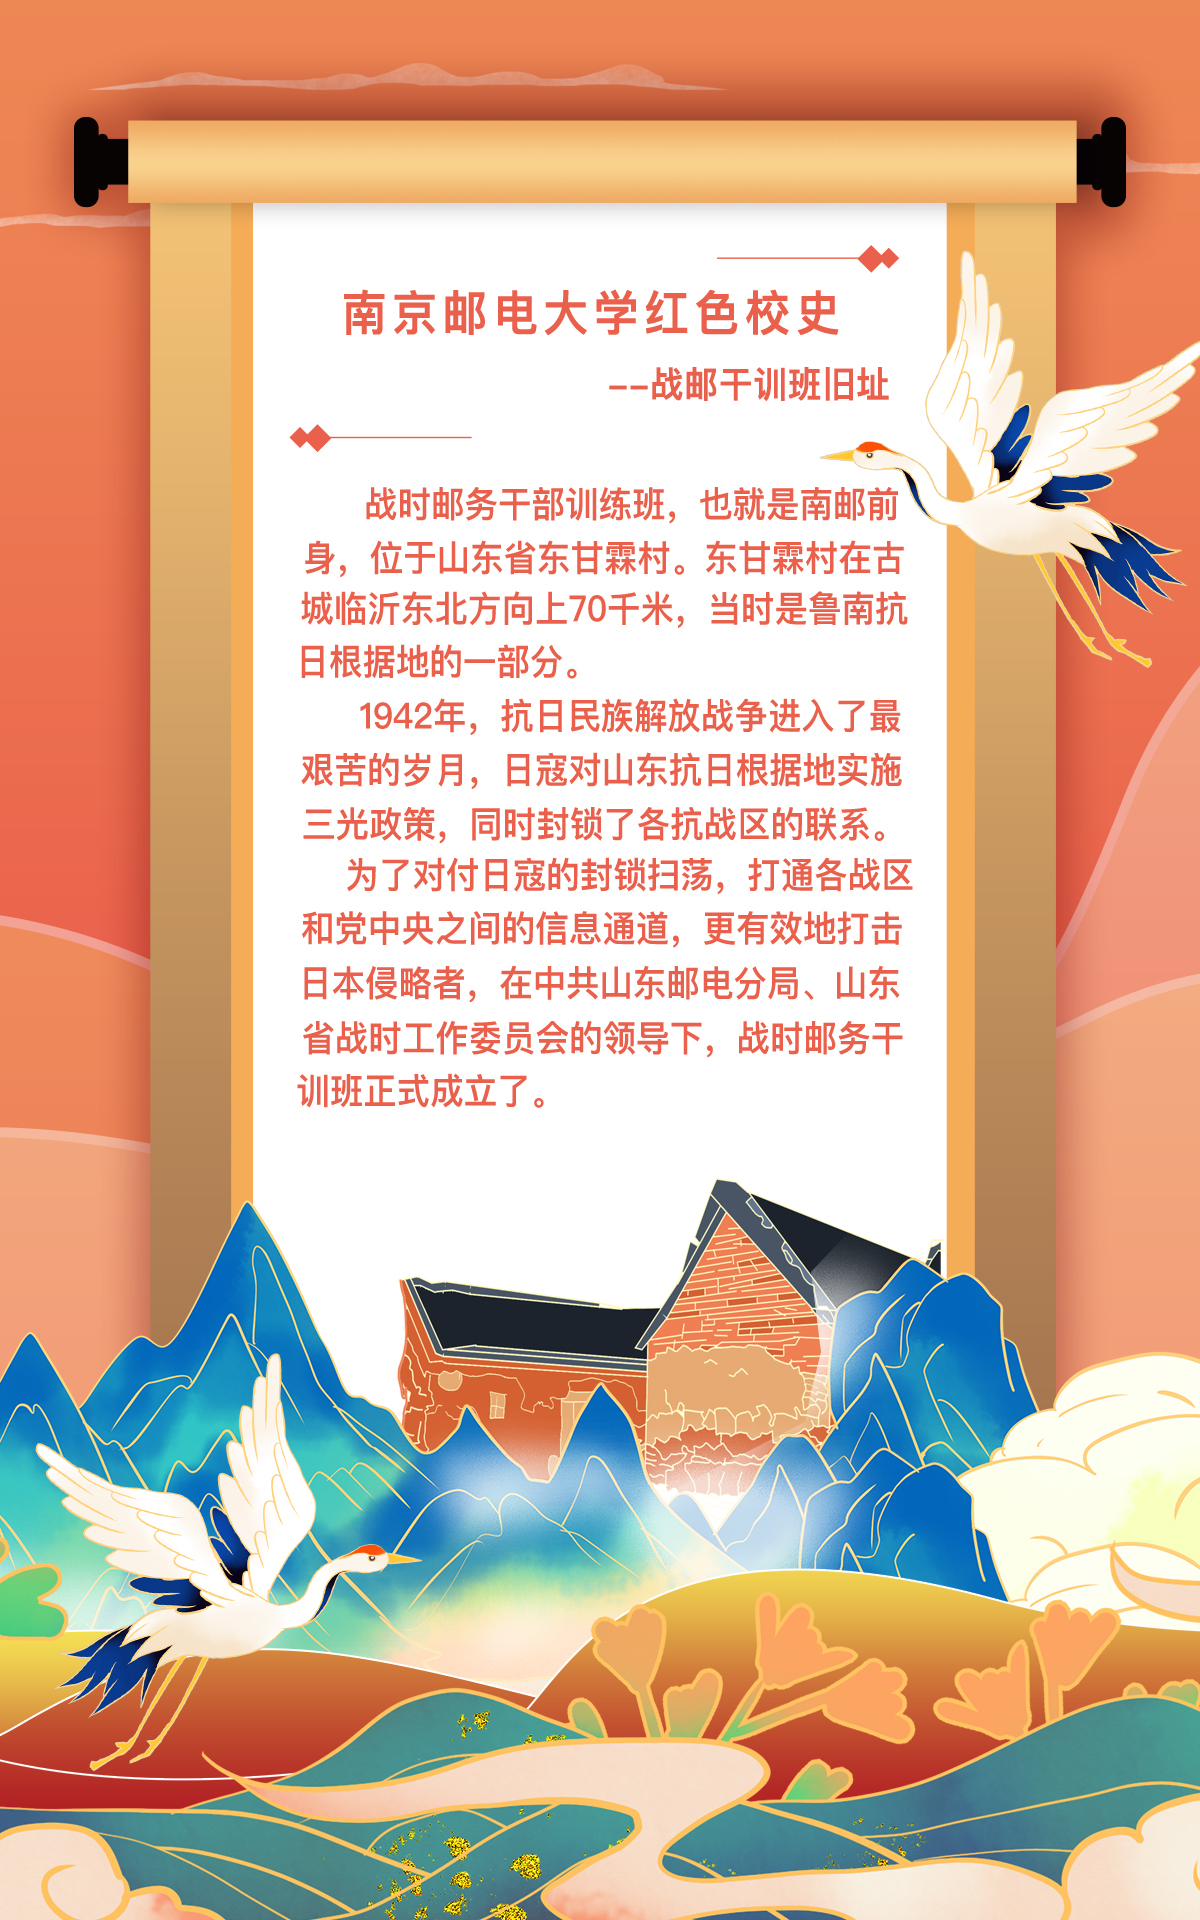 南京邮电大学红色校史
--战邮干训班旧址
战时邮务干部训练班，也就是南邮前
身，位于山东省东甘霖村。东甘霖村在古
城临沂东北方向上70千米，当时是鲁南抗
日根据地的一部分。
1942年，抗日民族解放战争进入了最
艰苦的岁月，日寇对山东抗日根据地实施
三光政策，同时封锁了各抗战区的联系。
为了对付日寇的封锁扫荡，打通各战区
和党中央之间的信息通道，更有效地打击
日本侵略者，在中共山东邮电分局、山东
省战时工作委员会的领导下，战时邮务干
训班正式成立了。